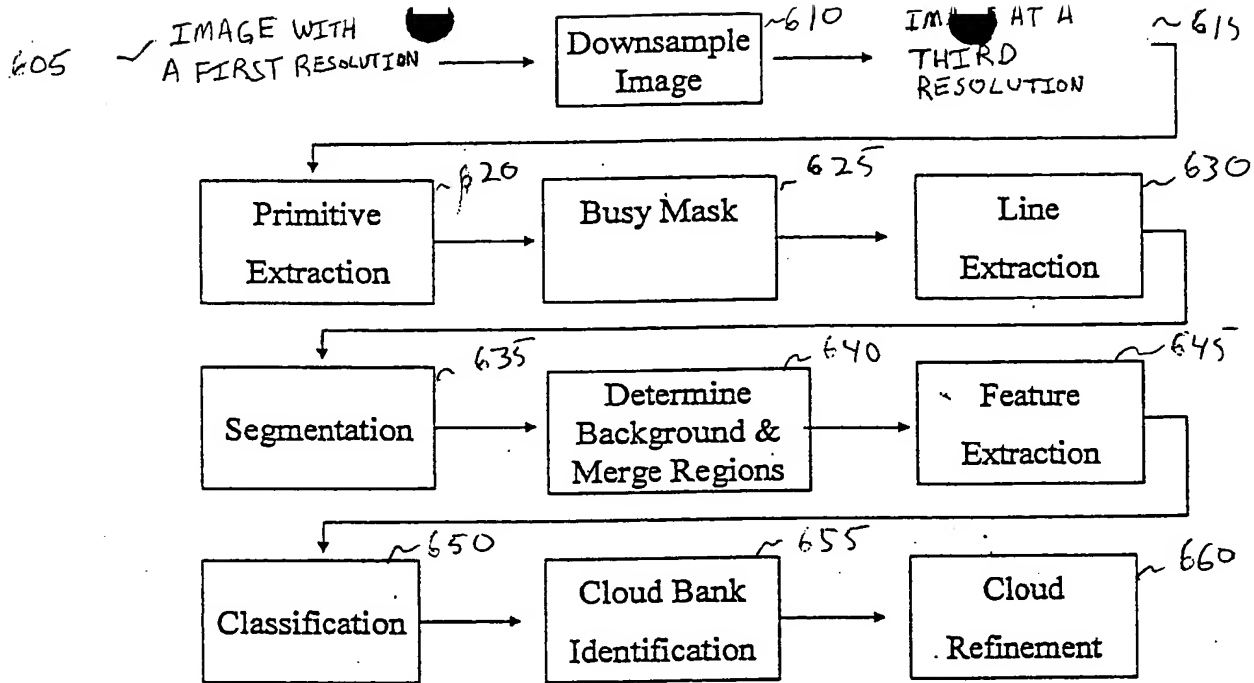 605
IMAGE WITH
A FIRST RESOLUTION
Downsample
Image
610
AT A
THIRD
RESOLUTION
615
Primitive
Extraction
620
Busy Mask
625
Line
Extraction
630
Segmentation
635
Determine
Background &
Merge Regions
640
Feature
Extraction
645
Classification
650
Cloud Bank
Identification
655
Cloud
Refinement
660